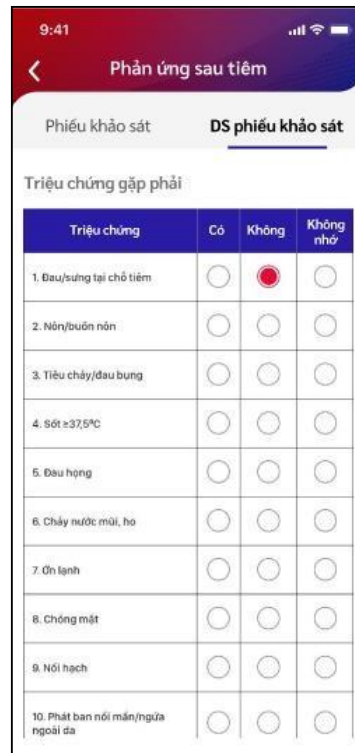 9:41
Phản ứng sau tiêm
Phiếu khảo sát DS phiếu khảo sát
Triệu chứng gặp phải
Triệu chứng Có Không Không
nhớ
1. Đau/sưng tại chỗ tiêm
2. Nôn/buồn nôn
3. Tiêu chảy/đau bụng
4. Sốt ≥37,5ºC
5. Đau họng
6. Chảy nước mũi, ho
7. Ớn lạnh
8. Chóng mặt
9. Nổi hạch
10. Phát ban nổi mẩn/ngứa
ngoài da